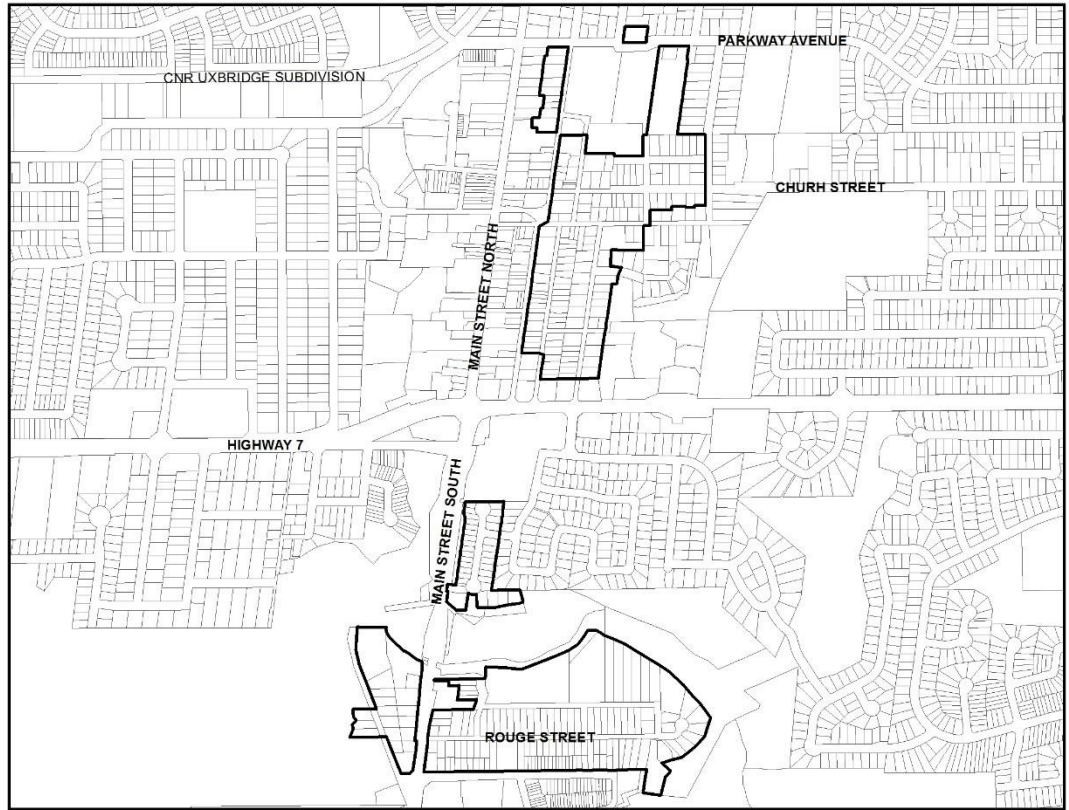 PARKWAY AVENUE
CNR UXBRIDGE SUBDIVISION
CHURH STREET
MAIN STREET NORTH
HIGHWAY 7
MAIN STREET SOUTH
ROUGE STREET